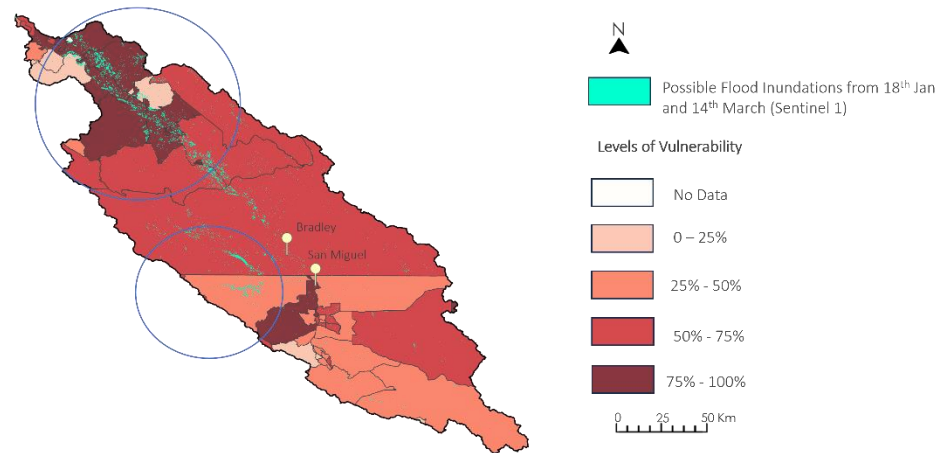 N
Possible Flood Inundations from 18th Jan
and 14th March (Sentinel 1)
Levels of Vulnerability
No Data
0 – 25%
25% - 50%
50% - 75%
75% - 100%
0 25 50 Km
Bradley
San Miguel